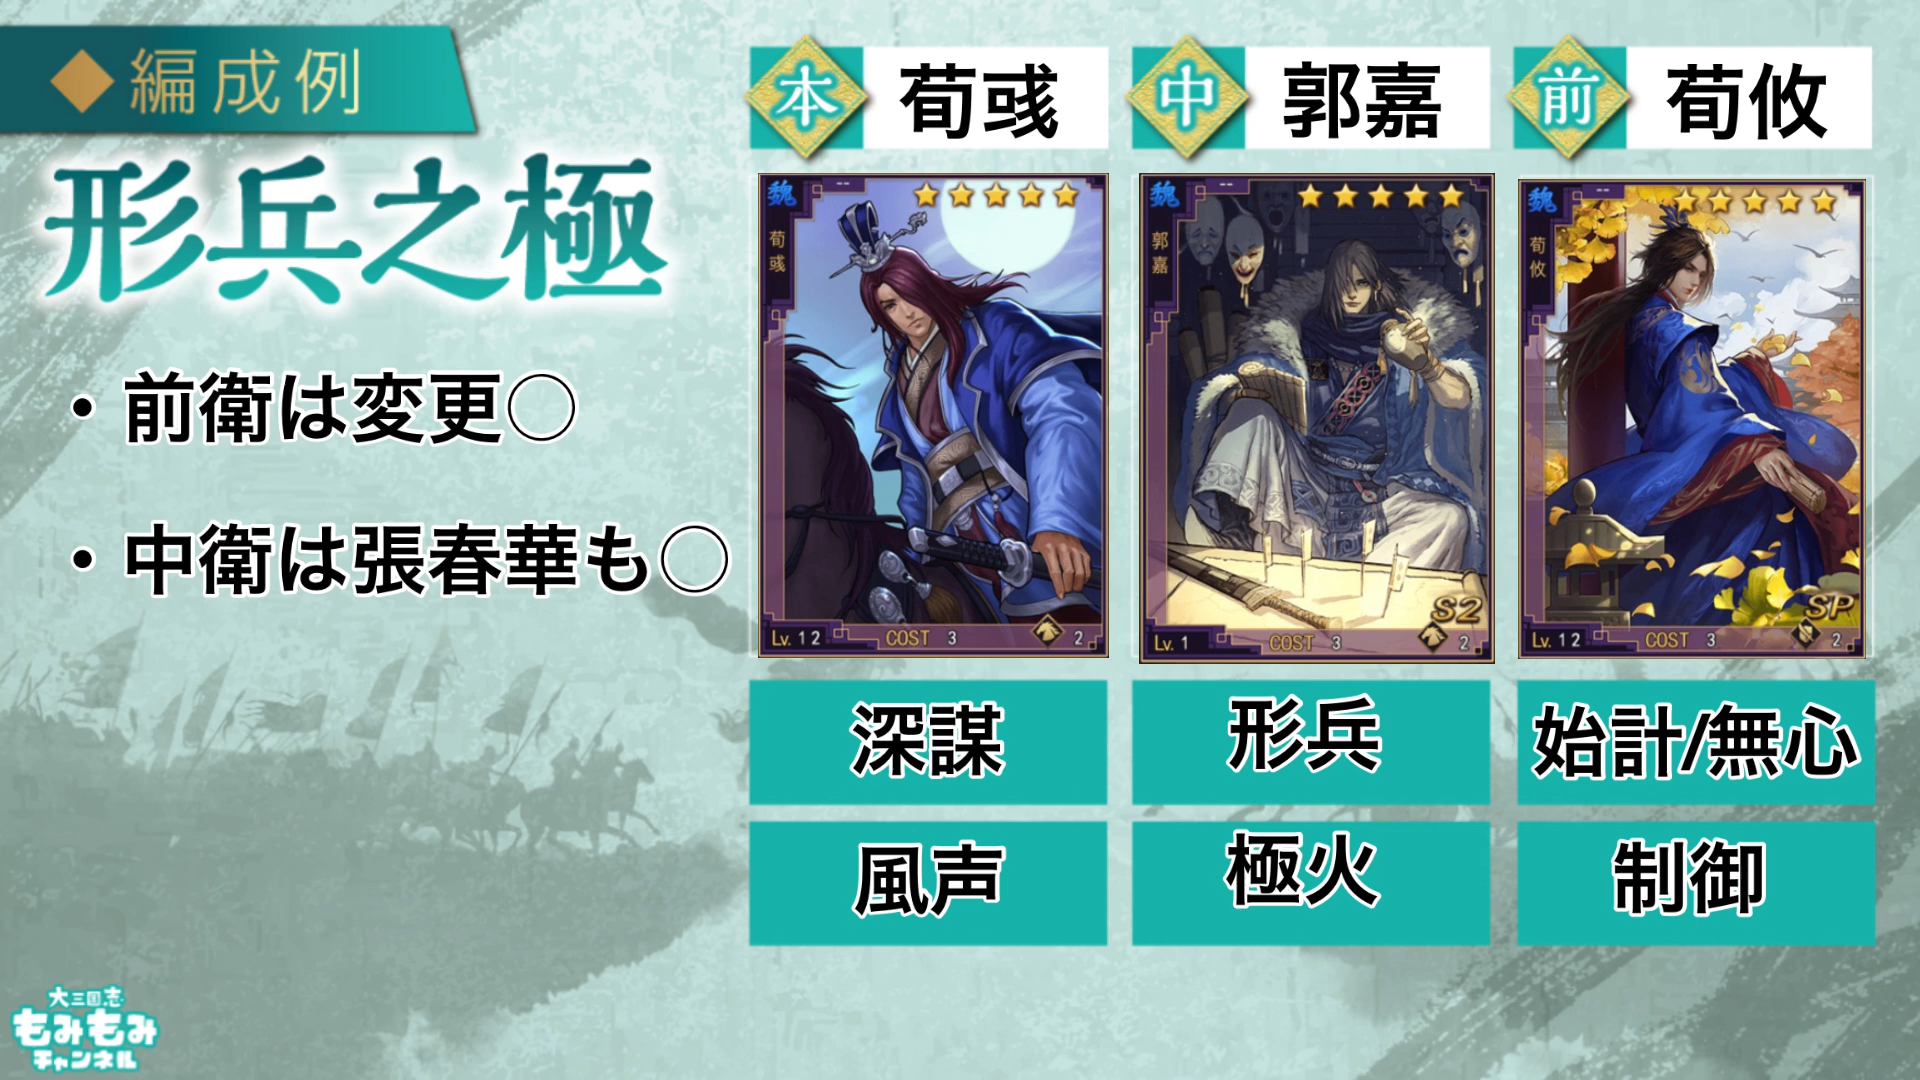 ◆編成例
形兵之極
・前衛は変更○
・中衛は張春華も○
本 荀彧
魏 --
荀彧
Lv.12 COST 3 2
深謀
風声
中 郭嘉
魏 --
郭嘉
S2
Lv.1 COST 3 2
形兵
極火
前 荀攸
魏 --
荀攸
SP
Lv.12 COST 3 2
始計/無心
制御
大三国志
もみもみ
チャンネル